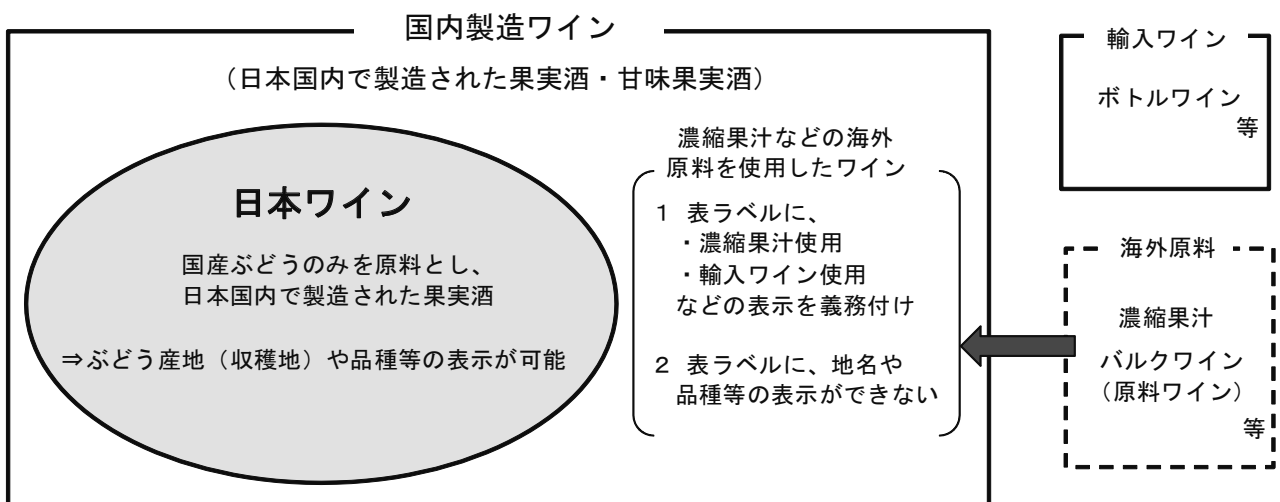 国内製造ワイン
（日本国内で製造された果実酒・甘味果実酒）
日本ワイン
国産ぶどうのみを原料とし、
日本国内で製造された果実酒
⇒ぶどう産地（収穫地）や品種等の表示が可能
濃縮果汁などの海外
原料を使用したワイン
１ 表ラベルに、
・濃縮果汁使用
・輸入ワイン使用
などの表示を義務付け
２ 表ラベルに、地名や
品種等の表示ができない
輸入ワイン
ボトルワイン
等
海外原料
濃縮果汁
バルクワイン
（原料ワイン）
等